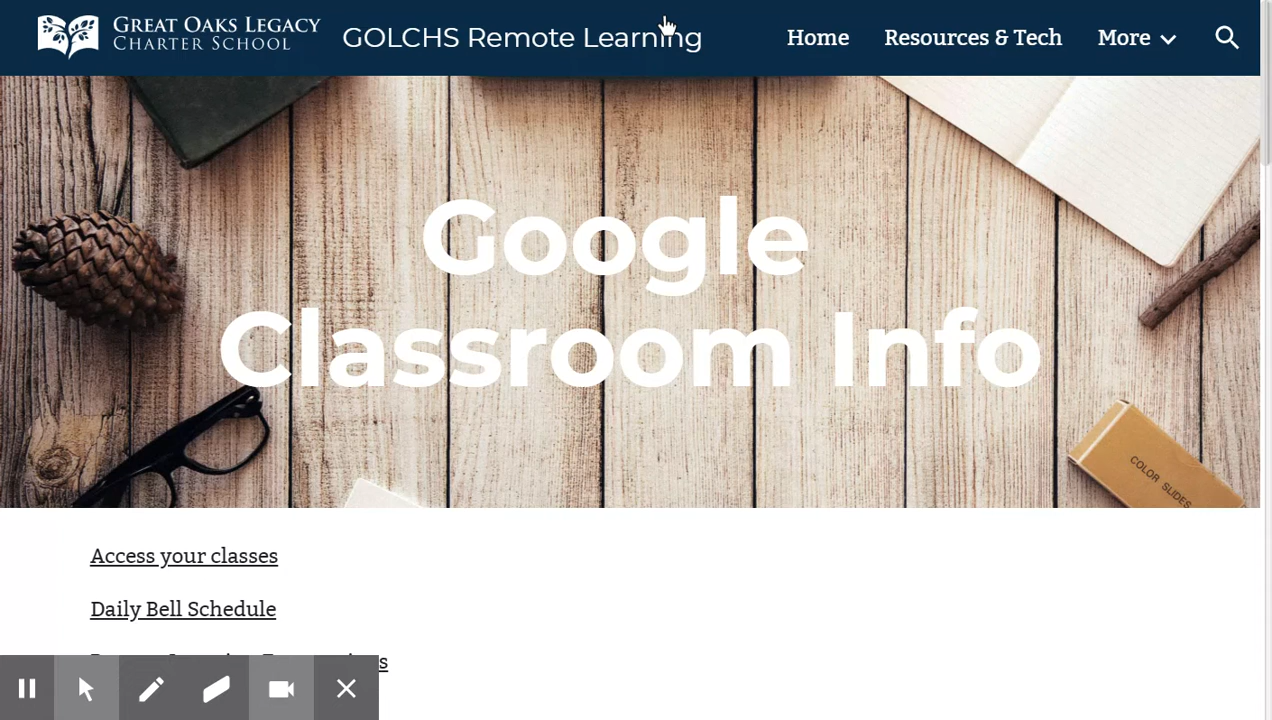 GREAT OAKS LEGACY
CHARTER SCHOOL
GOLCHS Remote Learning
Home
Resources & Tech
More
Google
Classroom Info
COLOR SLIDES
Access your classes
Daily Bell Schedule